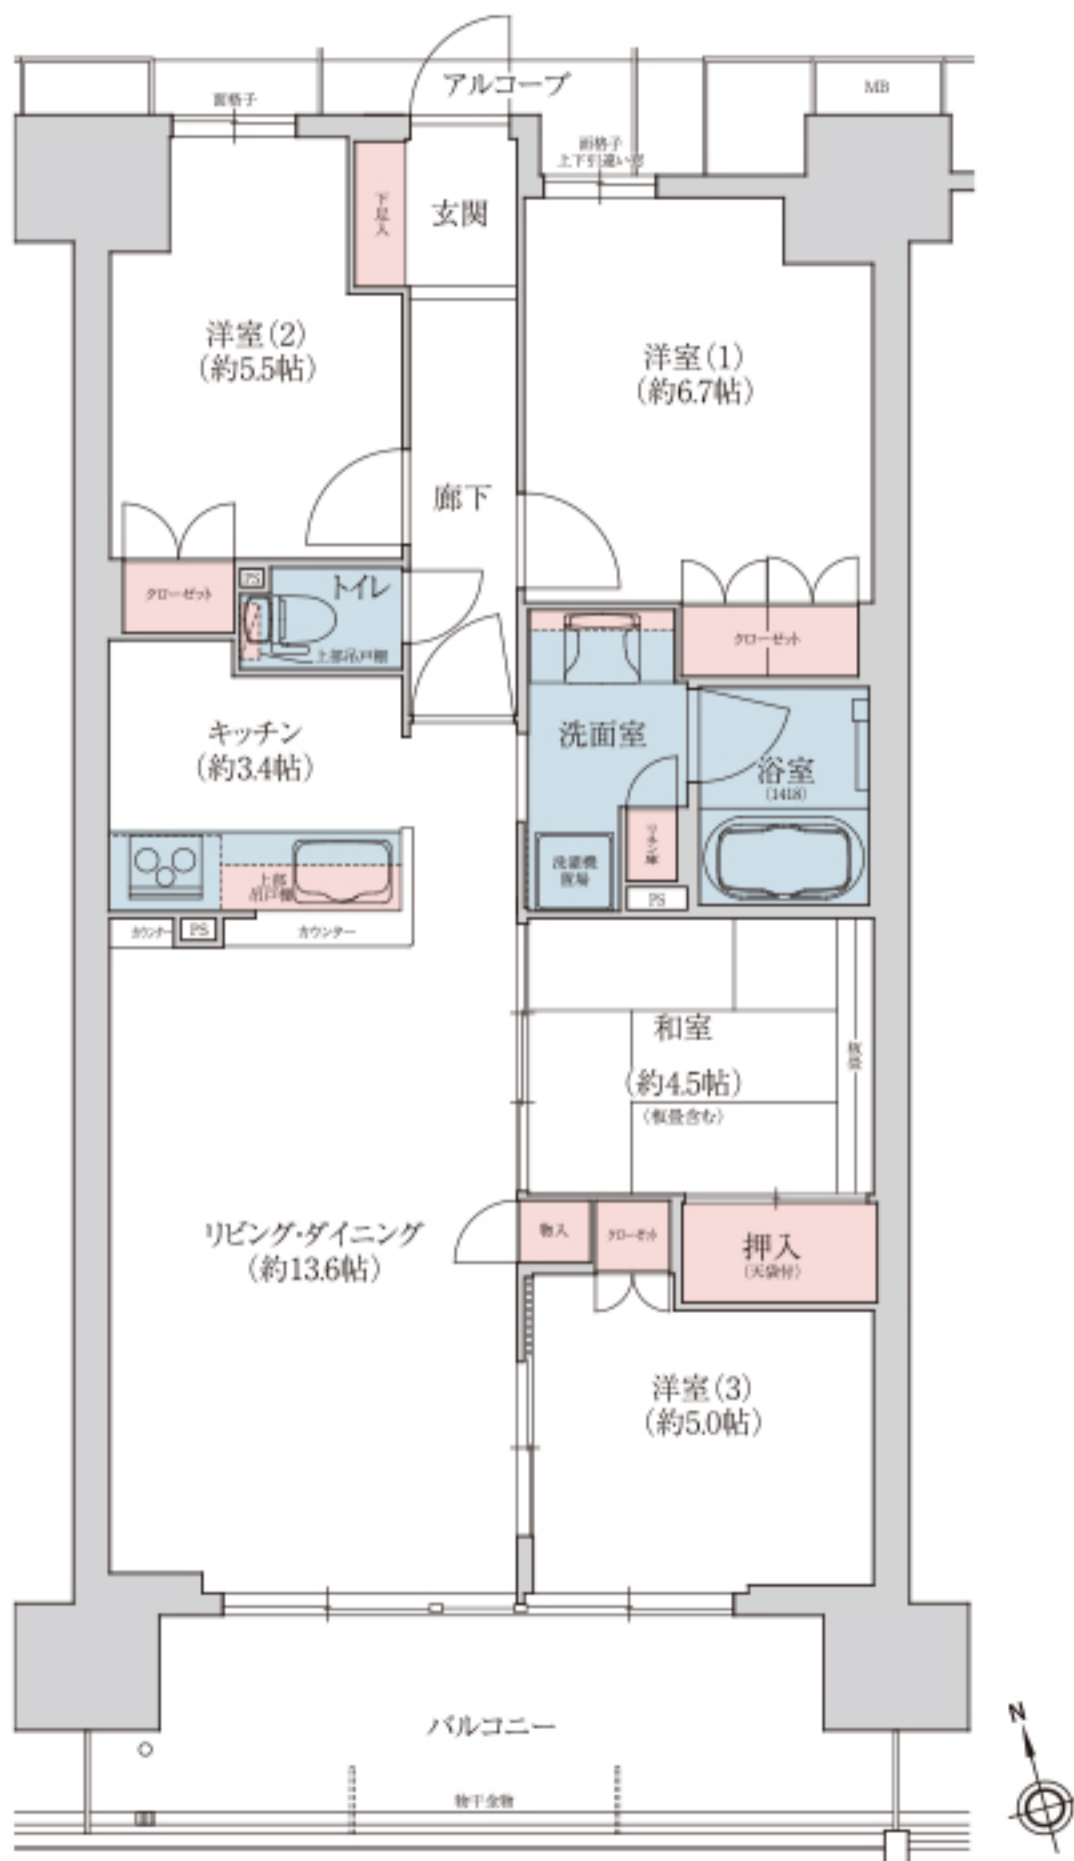 アルコーブ
MB
面格子
面格子
上下引違い窓
下足入
玄関
洋室(2)
(約5.5帖)
洋室(1)
(約6.7帖)
廊下
クローゼット
PS
トイレ
上部吊戸棚
クローゼット
キッチン
(約3.4帖)
洗面室
浴室
(1418)
リネン庫
洗濯機
置場
PS
上部
吊戸棚
カウンター
PS
カウンター
和室
(約4.5帖)
(板畳含む)
板畳
リビング・ダイニング
(約13.6帖)
物入
クローゼット
押入
(天袋付)
洋室(3)
(約5.0帖)
バルコニー
物干金物
N